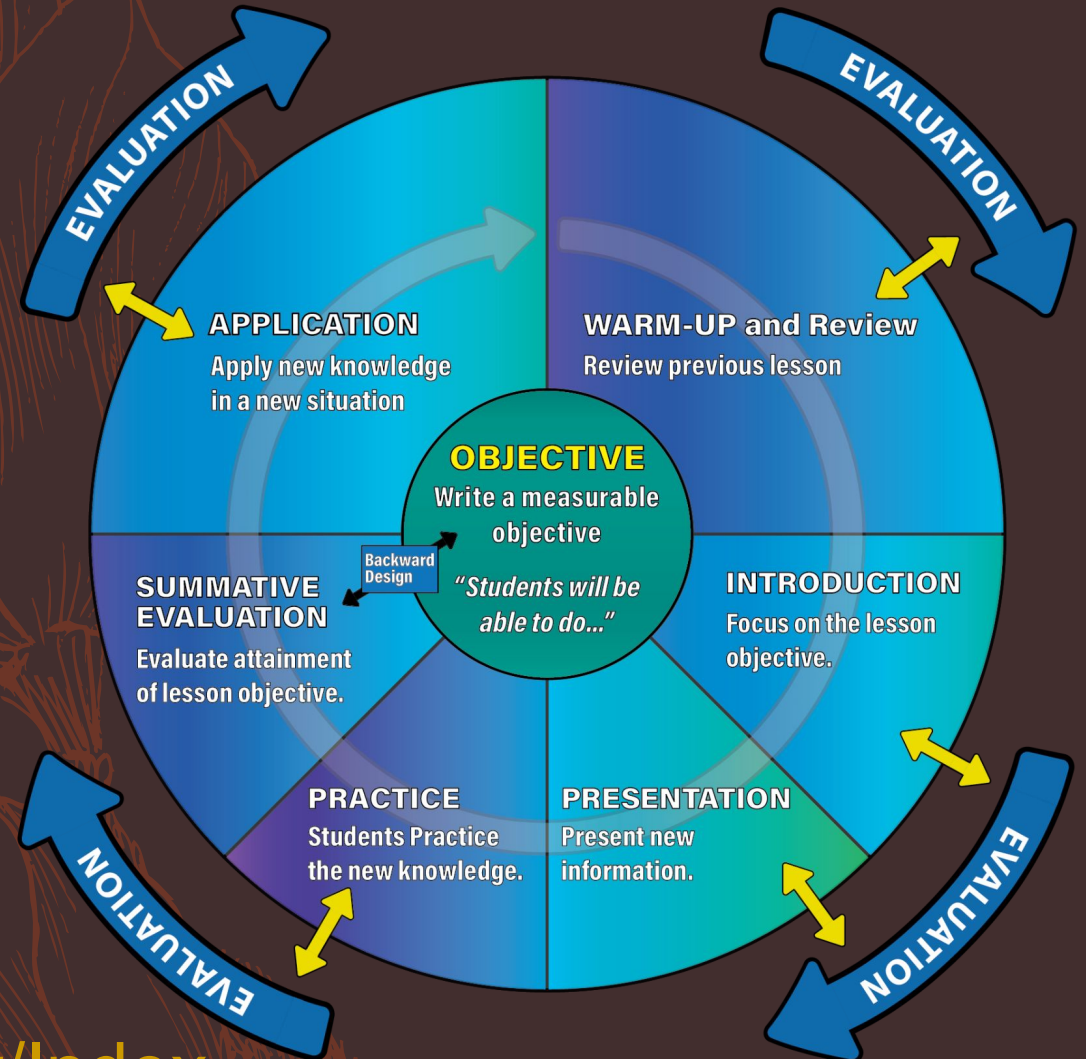 EVALUATION
EVALUATION
WARM-UP and Review
Review previous lesson
APPLICATION
Apply new knowledge
in a new situation
OBJECTIVE
Write a measurable
objective
"Students will be
able to do..."
Backward
Design
INTRODUCTION
Focus on the lesson
objective.
SUMMATIVE
EVALUATION
Evaluate attainment
of lesson objective.
PRACTICE
Students Practice
the new knowledge.
PRESENTATION
Present new
information.
EVALUATION
EVALUATION
/Index